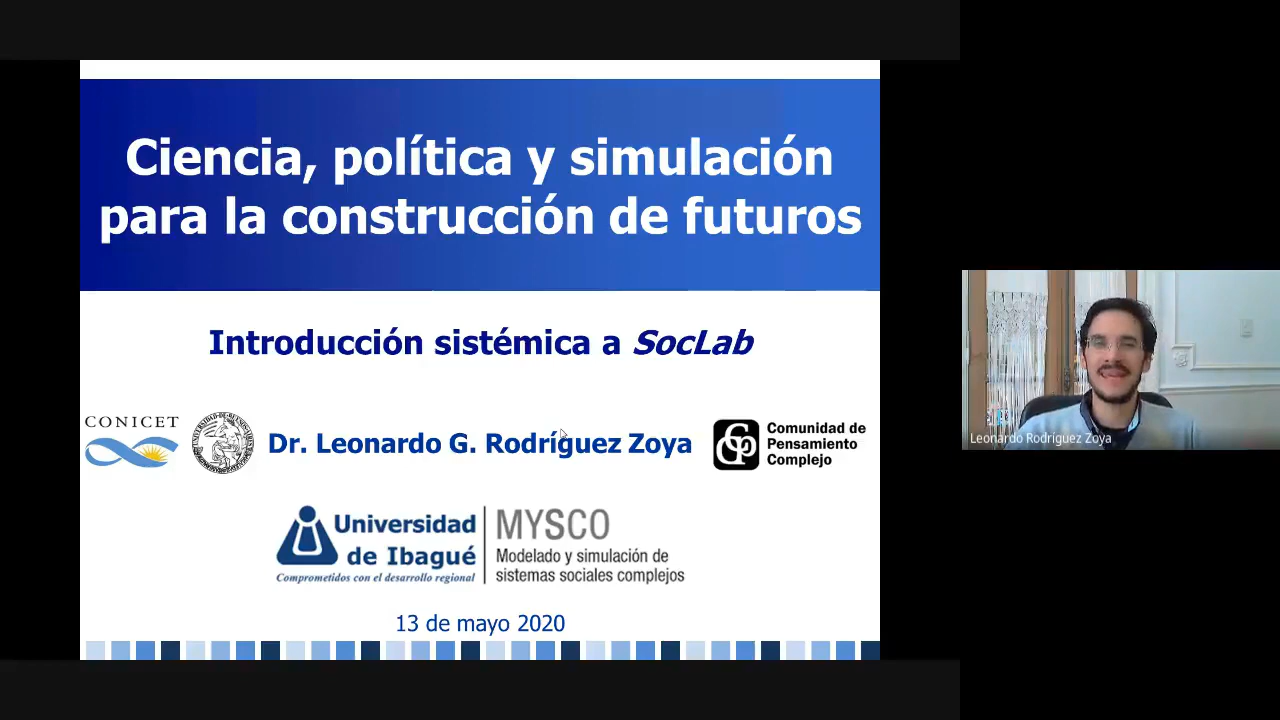 Ciencia, política y simulación
para la construcción de futuros
Introducción sistémica a SocLab
CONICET
Dr. Leonardo G. Rodríguez Zoya
Comunidad de
Pensamiento
Complejo
Universidad
de Ibagué
Comprometidos con el desarrollo regional
MYSCO
Modelado y simulación de
sistemas sociales complejos
13 de mayo 2020
Leonardo Rodríguez Zoya